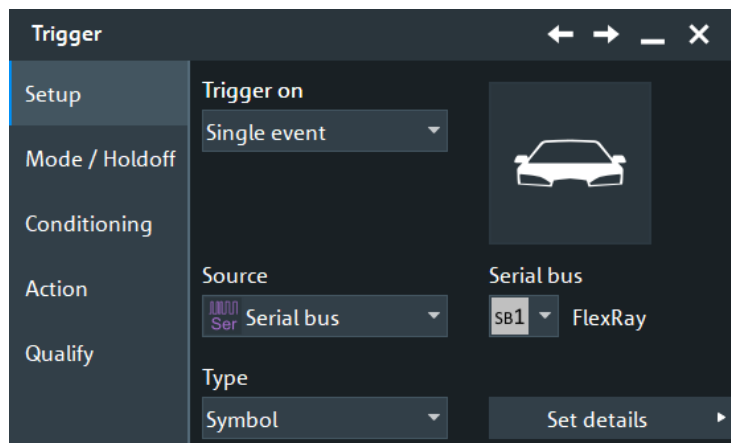 Trigger
Setup
Mode / Holdoff
Conditioning
Action
Qualify
Trigger on
Single event
Source
Serial bus
Ser Serial bus
SB1 FlexRay
Type
Symbol
Set details